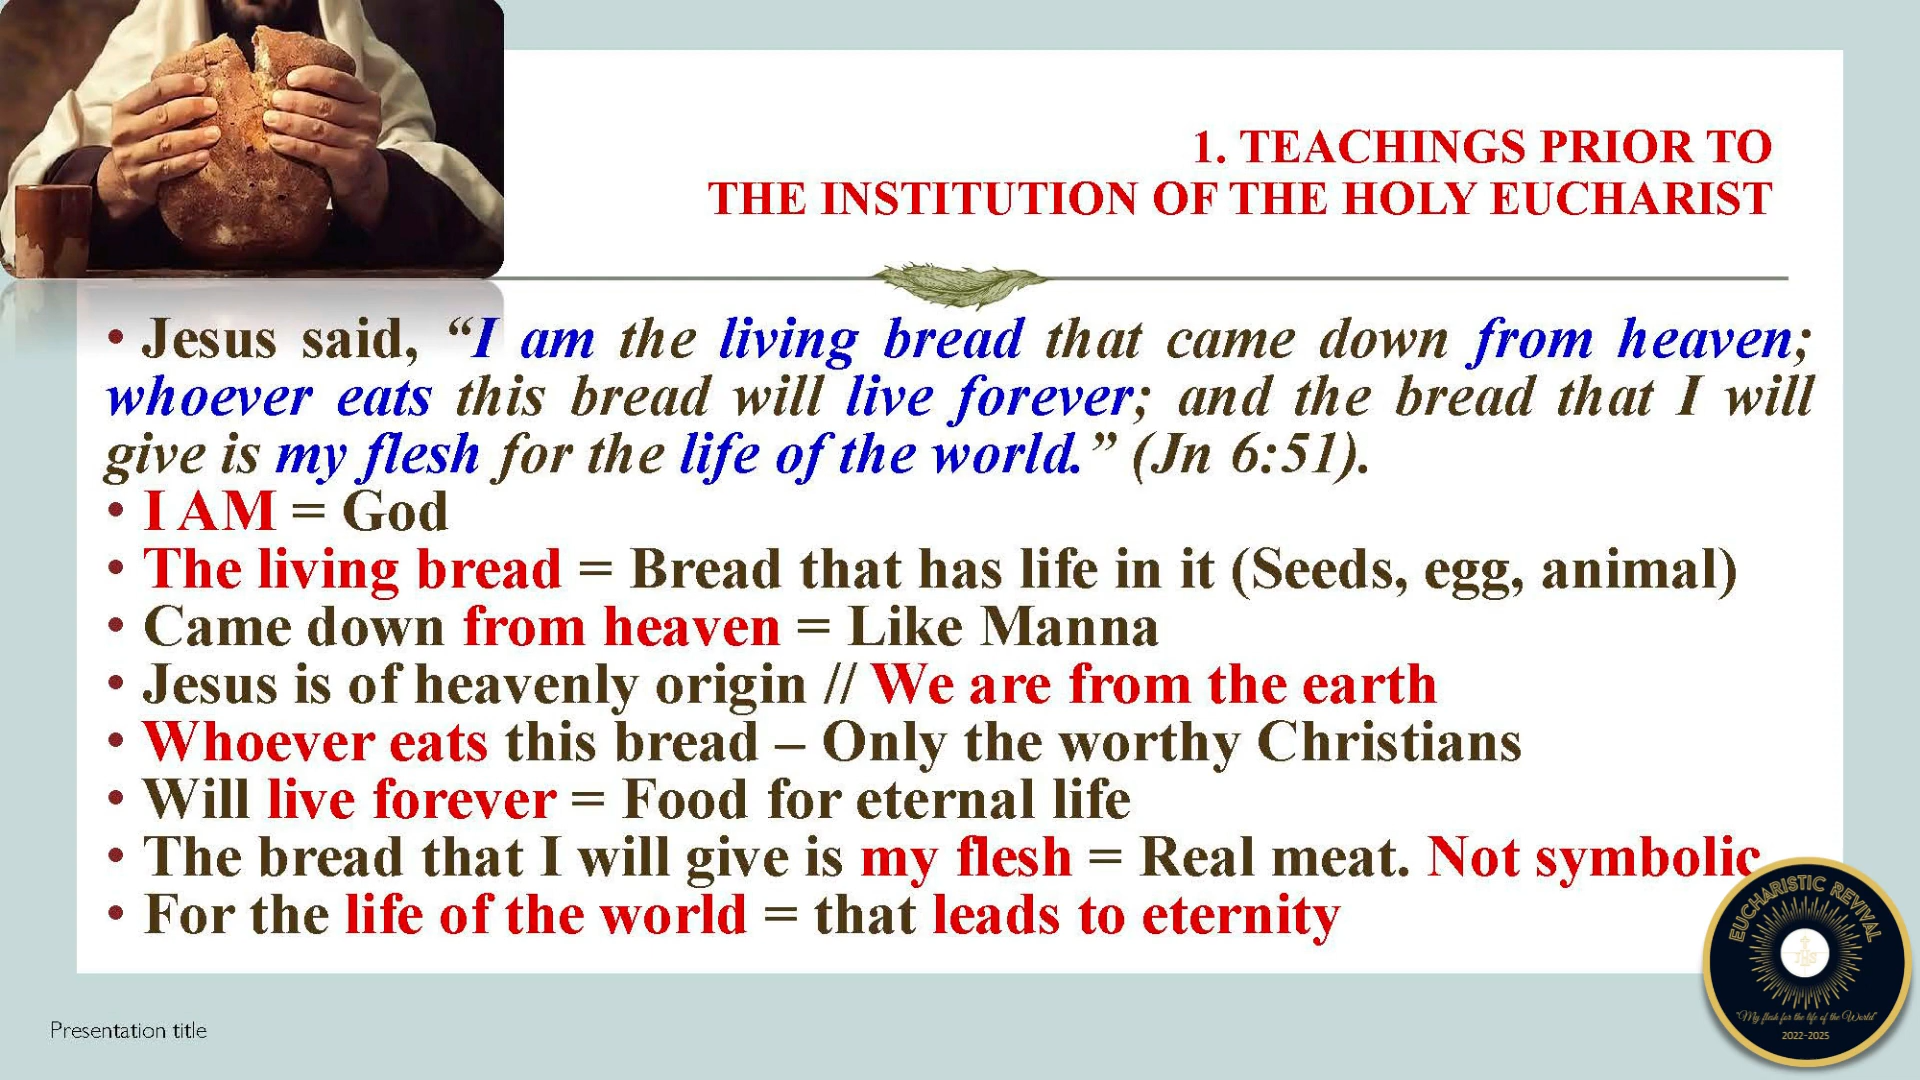 1. TEACHINGS PRIOR TO
THE INSTITUTION OF THE HOLY EUCHARIST
• Jesus said, “I am the living bread that came down from heaven;
whoever eats this bread will live forever; and the bread that I will
give is my flesh for the life of the world.” (Jn 6:51).
• I AM = God
• The living bread = Bread that has life in it (Seeds, egg, animal)
• Came down from heaven = Like Manna
• Jesus is of heavenly origin // We are from the earth
• Whoever eats this bread – Only the worthy Christians
• Will live forever = Food for eternal life
• The bread that I will give is my flesh = Real meat. Not symbolic
• For the life of the world = that leads to eternity
EUCHARISTIC REVIVAL
IHS
"My flesh for the life of the World"
2022-2025
Presentation title